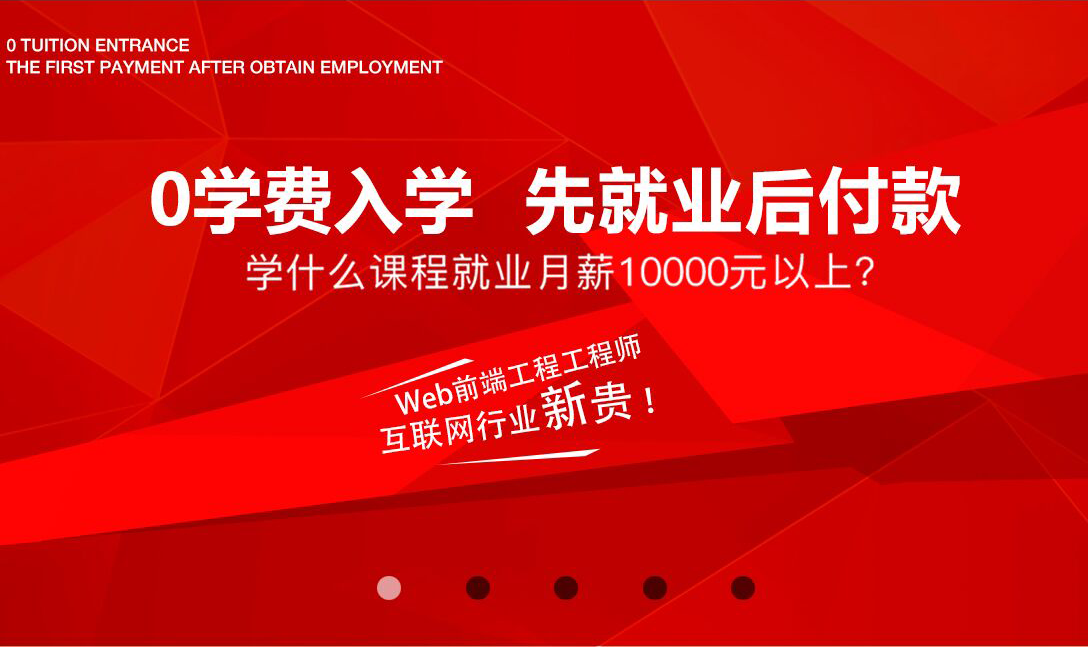 0 TUITION ENTRANCE
THE FIRST PAYMENT AFTER OBTAIN EMPLOYMENT
0学费入学 先就业后付款
学什么课程就业月薪10000元以上?
Web前端工程工程师
互联网行业新贵!